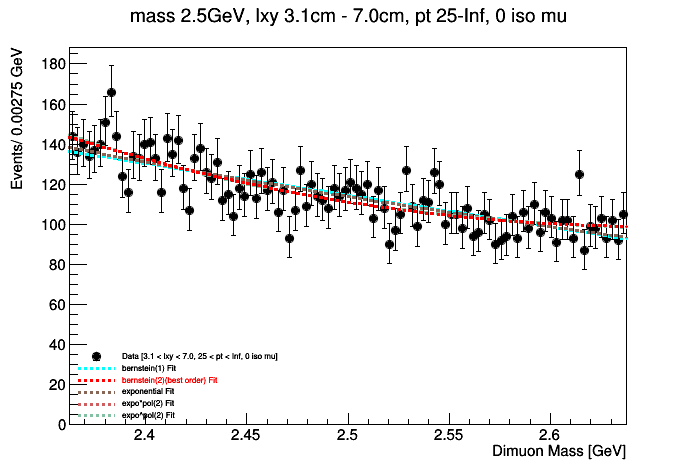 mass 2.5GeV, lxy 3.1cm - 7.0cm, pt 25-Inf, 0 iso mu
Events/ 0.00275 GeV
180
160
140
120
100
80
60
40
20
0
Data [3.1 < lxy < 7.0, 25 < pt < Inf, 0 iso mu]
bernstein(1) Fit
bernstein(2)(best order) Fit
exponential Fit
expo*pol(2) Fit
expo*pol(2) Fit
2.4 2.45 2.5 2.55 2.6
Dimuon Mass [GeV]